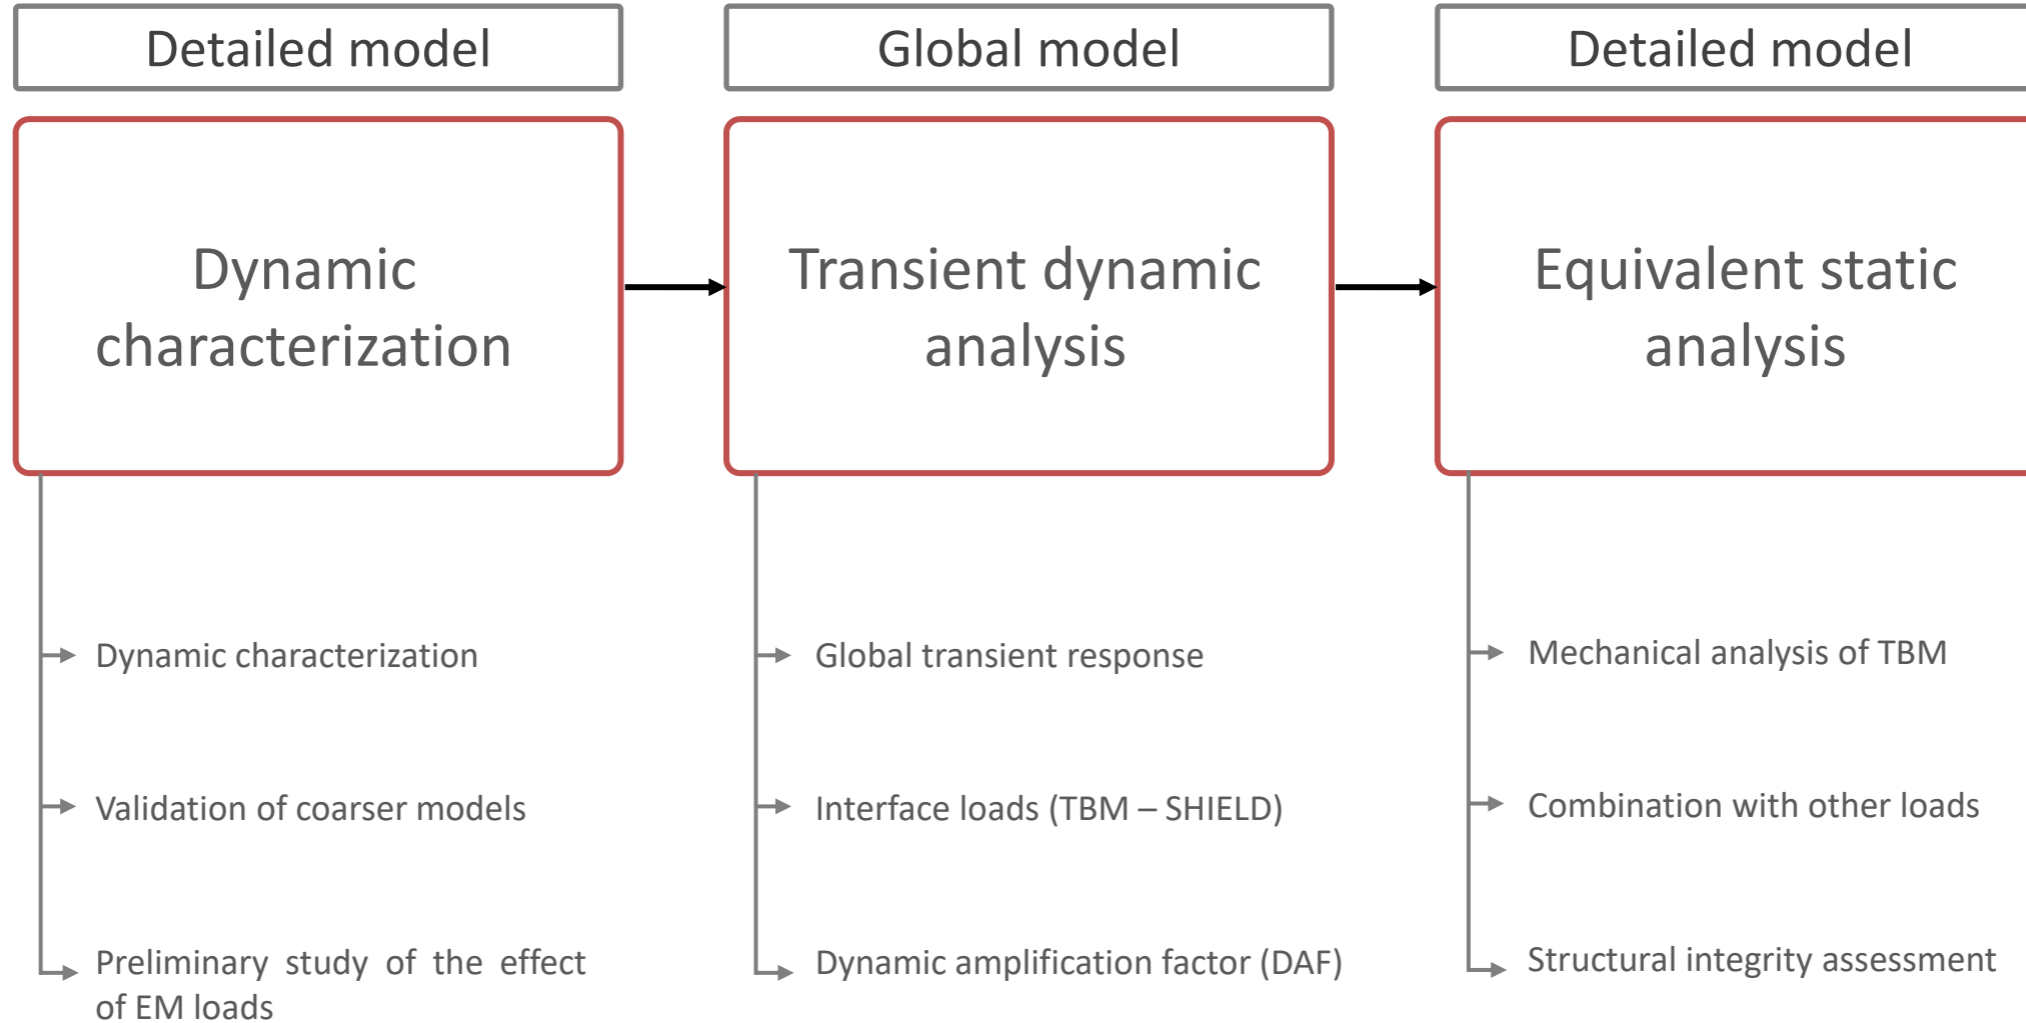 Detailed model
Global model
Detailed model
Dynamic
characterization
Transient dynamic
analysis
Equivalent static
analysis
Dynamic characterization
Validation of coarser models
Preliminary study of the effect
of EM loads
Global transient response
Interface loads (TBM – SHIELD)
Dynamic amplification factor (DAF)
Mechanical analysis of TBM
Combination with other loads
Structural integrity assessment